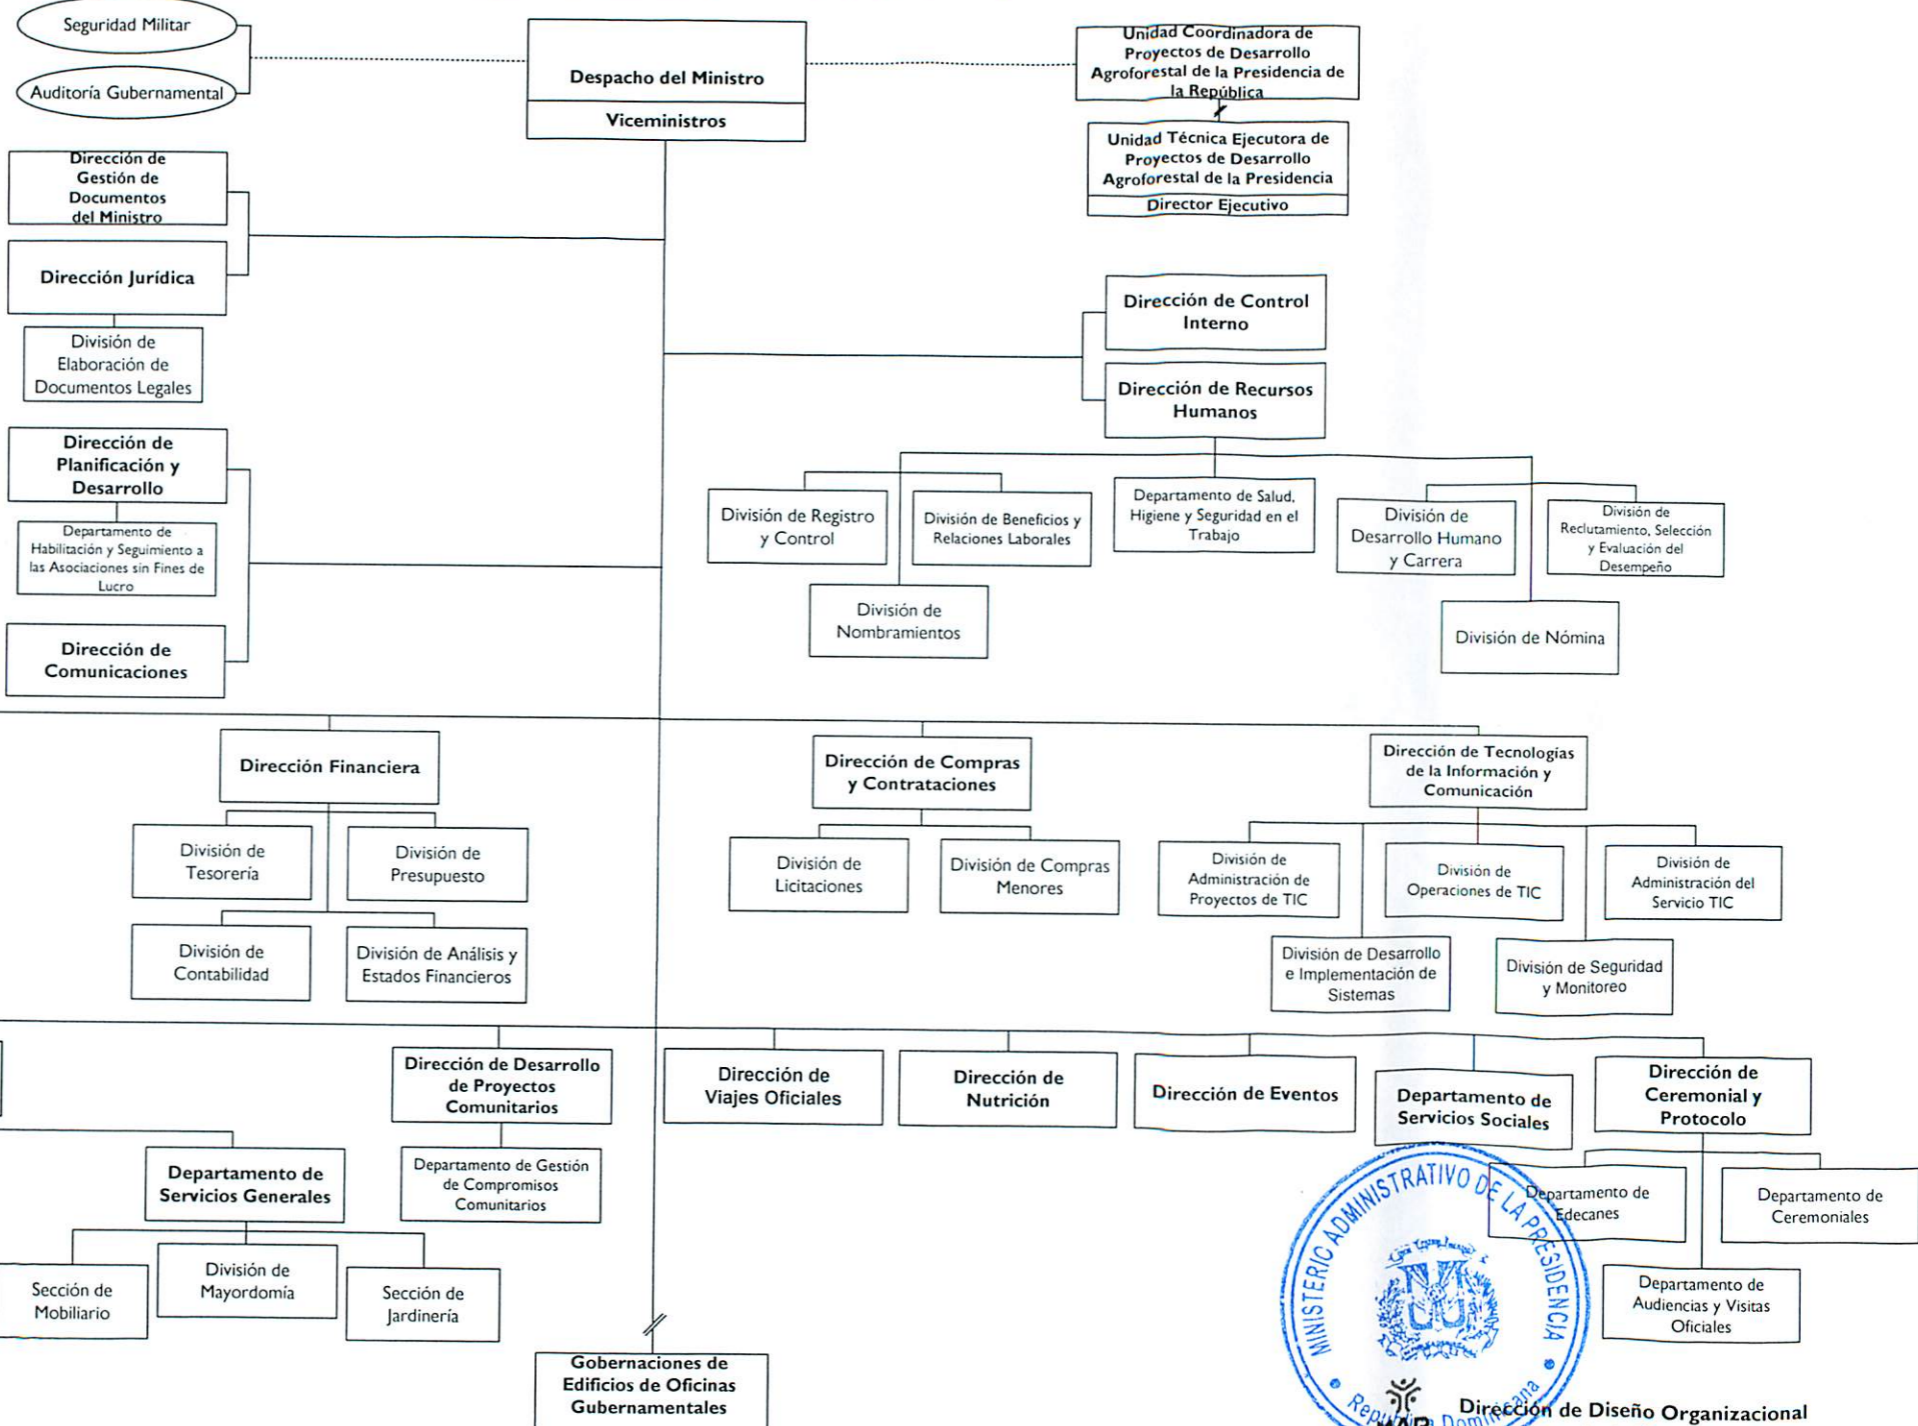 Seguridad Militar
Auditoría Gubernamental
Despacho del Ministro
Viceministros
Unidad Coordinadora de
Proyectos de Desarrollo
Agroforestal de la Presidencia de
la República
Unidad Técnica Ejecutora de
Proyectos de Desarrollo
Agroforestal de la Presidencia
Director Ejecutivo
Dirección de
Gestión de
Documentos
del Ministro
Dirección Jurídica
División de
Elaboración de
Documentos Legales
Dirección de Control
Interno
Dirección de Recursos
Humanos
Dirección de
Planificación y
Desarrollo
Departamento de
Habilitación y Seguimiento a
las Asociaciones sin Fines de
Lucro
Dirección de
Comunicaciones
División de Registro
y Control
División de Beneficios y
Relaciones Laborales
Departamento de Salud,
Higiene y Seguridad en el
Trabajo
División de
Desarrollo Humano
y Carrera
División de
Reclutamiento, Selección
y Evaluación del
Desempeño
División de
Nombramientos
División de Nómina
Dirección Financiera
Dirección de Compras
y Contrataciones
Dirección de Tecnologías
de la Información y
Comunicación
División de
Tesorería
División de
Presupuesto
División de
Licitaciones
División de Compras
Menores
División de
Administración de
Proyectos de TIC
División de
Operaciones de TIC
División de
Administración del
Servicio TIC
División de
Contabilidad
División de Análisis y
Estados Financieros
División de Desarrollo
e Implementación de
Sistemas
División de Seguridad
y Monitoreo
Dirección de Desarrollo
de Proyectos
Comunitarios
Dirección de
Viajes Oficiales
Dirección de
Nutrición
Dirección de Eventos
Departamento de
Servicios Sociales
Dirección de
Ceremonial y
Protocolo
Departamento de
Servicios Generales
Departamento de Gestión
de Compromisos
Comunitarios
Departamento de
Edecanes
Departamento de
Ceremoniales
Sección de
Mobiliario
División de
Mayordomía
Sección de
Jardinería
Departamento de
Audiencias y Visitas
Oficiales
Gobernaciones de
Edificios de Oficinas
Gubernamentales
MINISTERIO ADMINISTRATIVO DE LA PRESIDENCIA
República Dominicana
MAP
Dirección de Diseño Organizacional